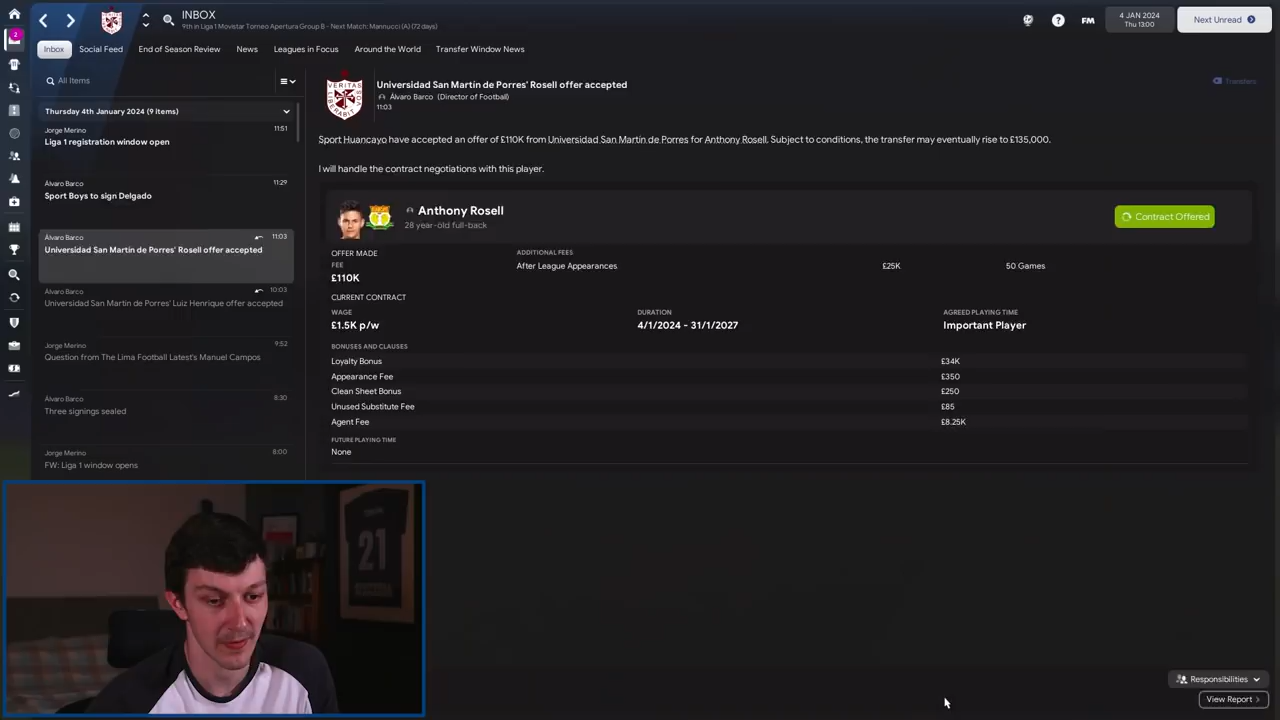 INBOX
9th in Liga 1 Movistar Torneo Apertura Group B - Next Match: Mannucci (A) (72 days)
2
FM
4 JAN 2024
Thu 13:00
Next Unread
Inbox
Social Feed
End of Season Review
News
Leagues in Focus
Around the World
Transfer Window News
All Items
Thursday 4th January 2024 (9 items)
Jorge Merino
11:51
Liga 1 registration window open
Álvaro Barco
11:29
Sport Boys to sign Delgado
Álvaro Barco
11:03
Universidad San Martín de Porres' Rosell offer accepted
Álvaro Barco
10:03
Universidad San Martín de Porres' Luiz Henrique offer accepted
Jorge Merino
9:52
Question from The Lima Football Latest's Manuel Campos
Álvaro Barco
8:30
Three signings sealed
Jorge Merino
8:00
FW: Liga 1 window opens
VERITAS
LIBERABIT VOS
Universidad San Martín de Porres' Rosell offer accepted
Álvaro Barco (Director of Football)
11:03
Transfers
Sport Huancayo have accepted an offer of £110K from Universidad San Martín de Porres for Anthony Rosell. Subject to conditions, the transfer may eventually rise to £135,000.
I will handle the contract negotiations with this player.
Anthony Rosell
28 year-old full-back
Contract Offered
OFFER MADE
FEE
£110K
ADDITIONAL FEES
After League Appearances
£25K
50 Games
CURRENT CONTRACT
WAGE
£1.5K p/w
DURATION
4/1/2024 - 31/1/2027
AGREED PLAYING TIME
Important Player
BONUSES AND CLAUSES
Loyalty Bonus
£34K
Appearance Fee
£350
Clean Sheet Bonus
£250
Unused Substitute Fee
£85
Agent Fee
£8.25K
FUTURE PLAYING TIME
None
21
Responsibilities
View Report